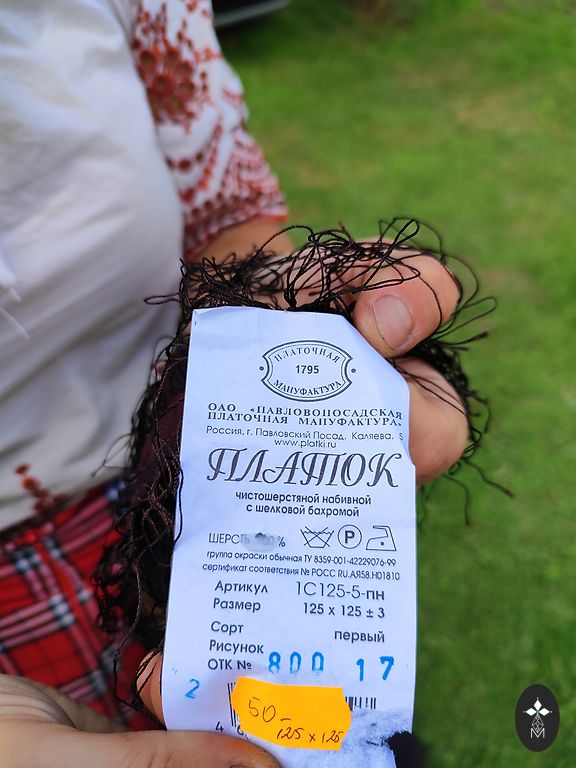 ПЛАТОЧНАЯ
1795
МАНУФАКТУРА
ОАО «ПАВЛОВОПОСАДСКАЯ
ПЛАТОЧНАЯ МАНУФАКТУРА»
Россия, г. Павловский Посад, Каляева, 5
www.platki.ru
ПЛАТОК
чистошерстяной набивной
с шелковой бахромой
ШЕРСТЬ %
P
группа окраски обычная ТУ 8359-001-42229076-99
сертификат соответствия № РОСС RU.АЯ58.Н01810
Артикул 1С125-5-пн
Размер 125 x 125 ± 3
Сорт первый
Рисунок
ОТК № 800 17
2
50-
125 x 125
4
M